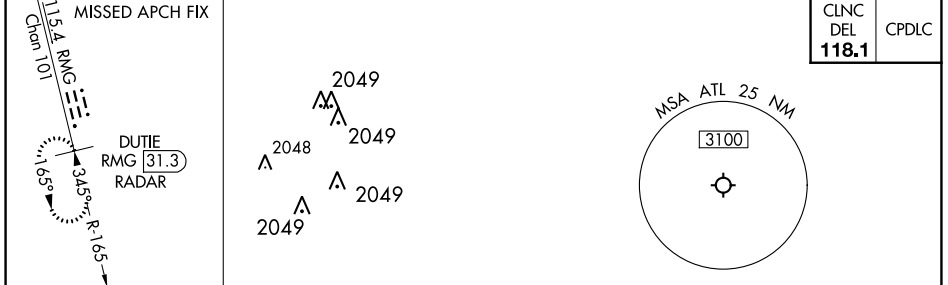 MISSED APCH FIX
115.4 RMG
Chan 101
DUTIE
RMG 31.3
RADAR
165°
345°
R-165
2049
2049
2048
2049
2049
MSA ATL 25 NM
3100
CLNC
DEL
118.1
CPDLC